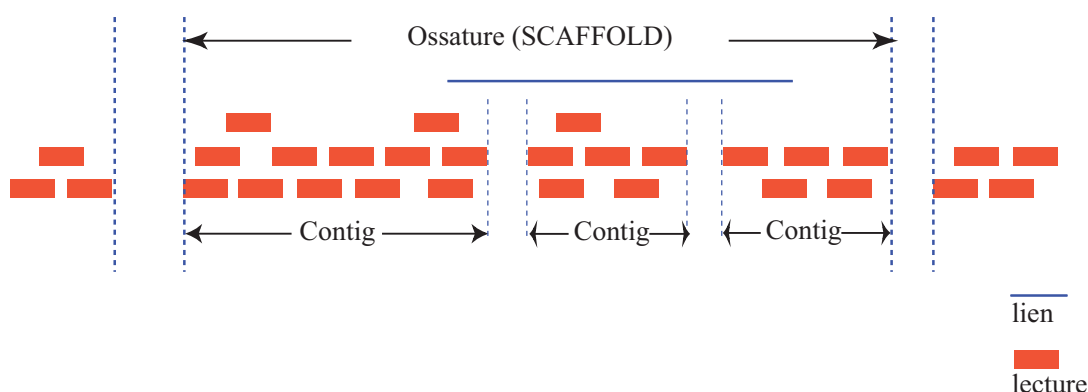 Ossature (SCAFFOLD)
Contig
Contig
Contig
lien
lecture